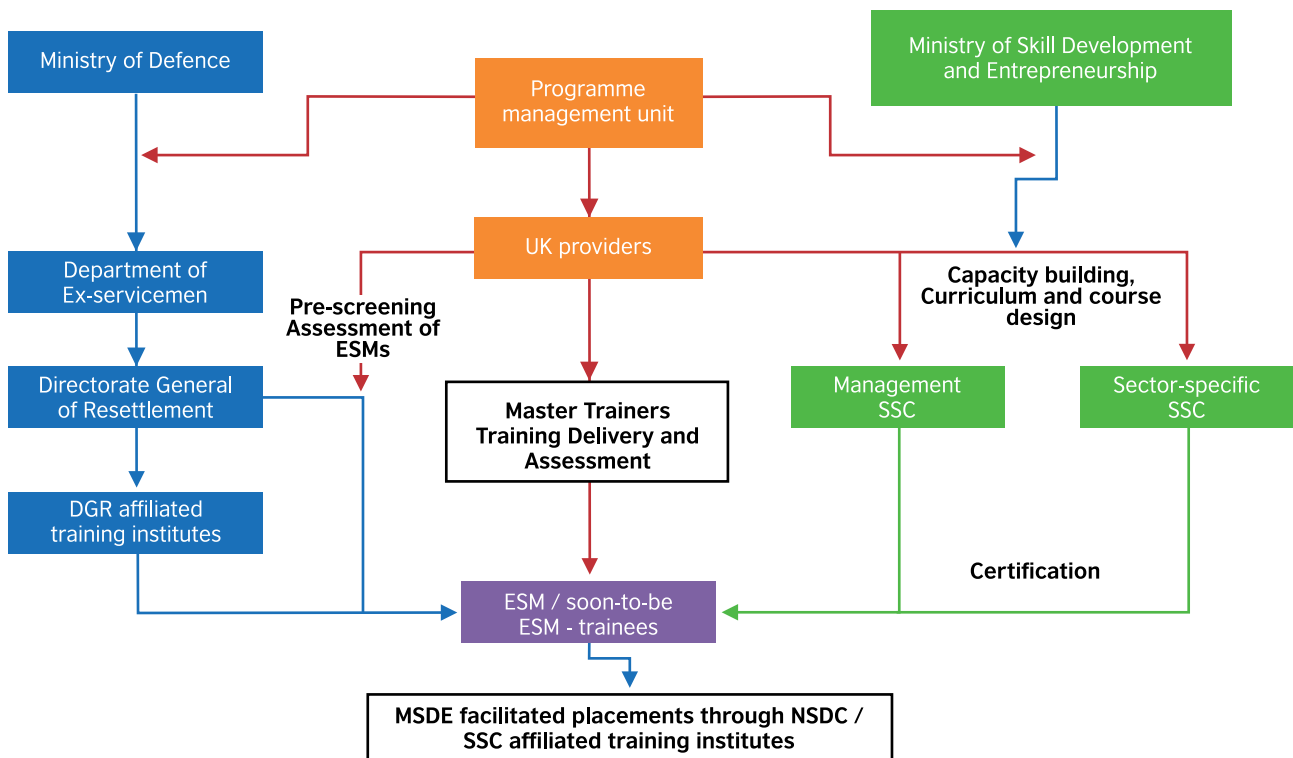 Ministry of Defence
Programme
management unit
Ministry of Skill Development
and Entrepreneurship
UK providers
Department of
Ex-servicemen
Pre-screening
Assessment of
ESMs
Capacity building,
Curriculum and course
design
Directorate General
of Resettlement
Master Trainers
Training Delivery and
Assessment
Management
SSC
Sector-specific
SSC
DGR affiliated
training institutes
Certification
ESM / soon-to-be
ESM - trainees
MSDE facilitated placements through NSDC /
SSC affiliated training institutes